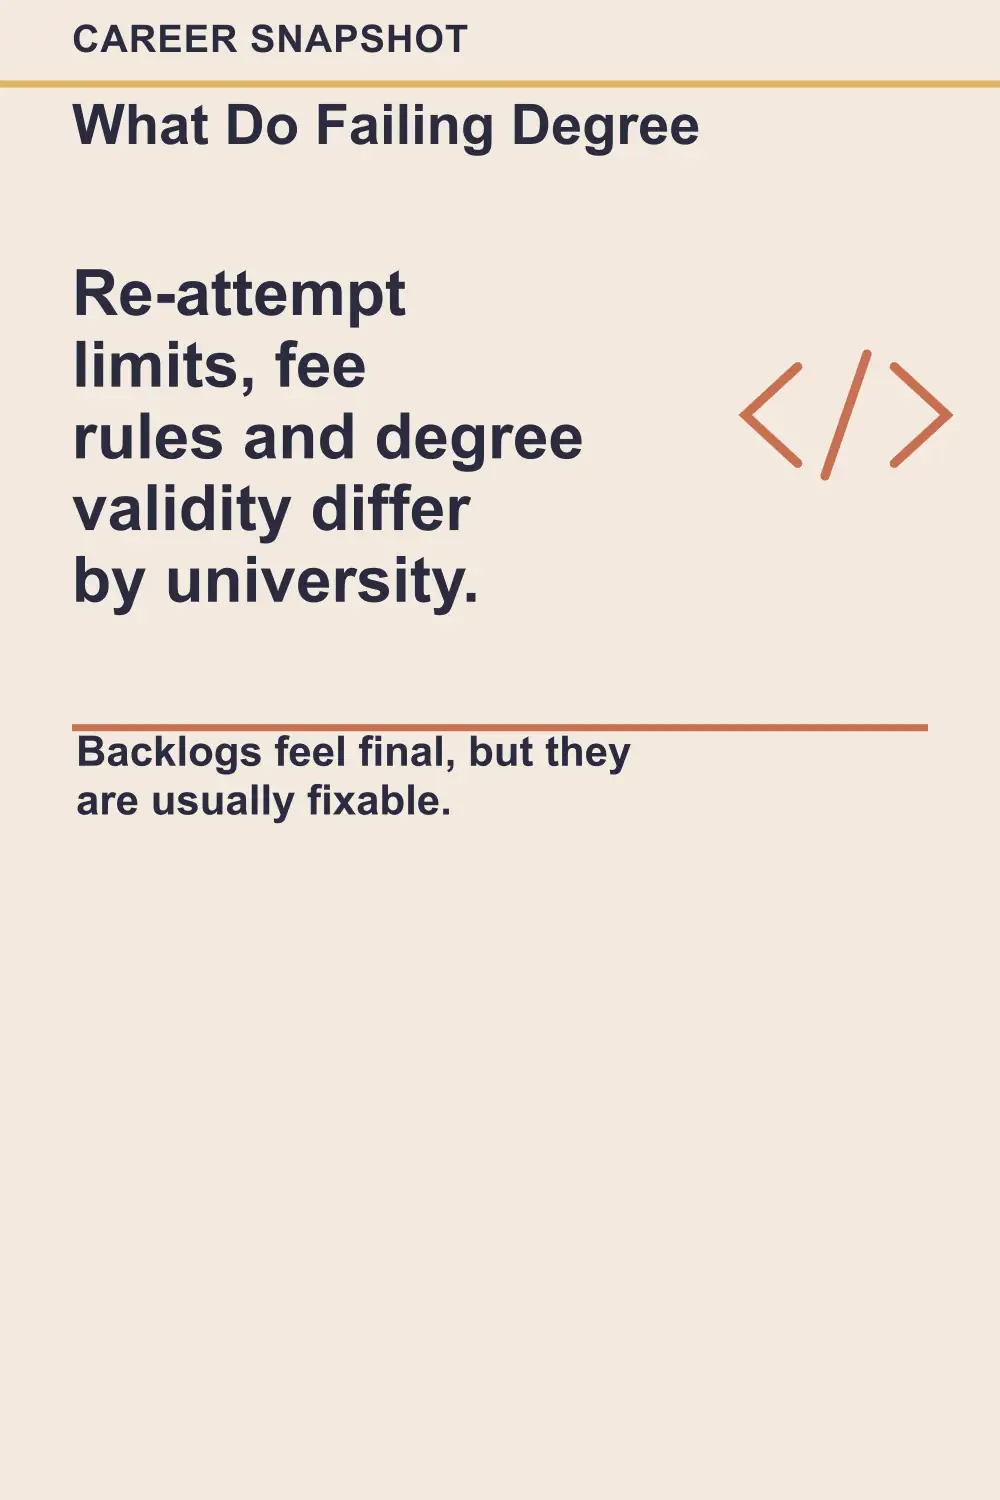 CAREER SNAPSHOT
What Do Failing Degree
Re-attempt
limits, fee
rules and degree
validity differ
by university.
Backlogs feel final, but they
are usually fixable.